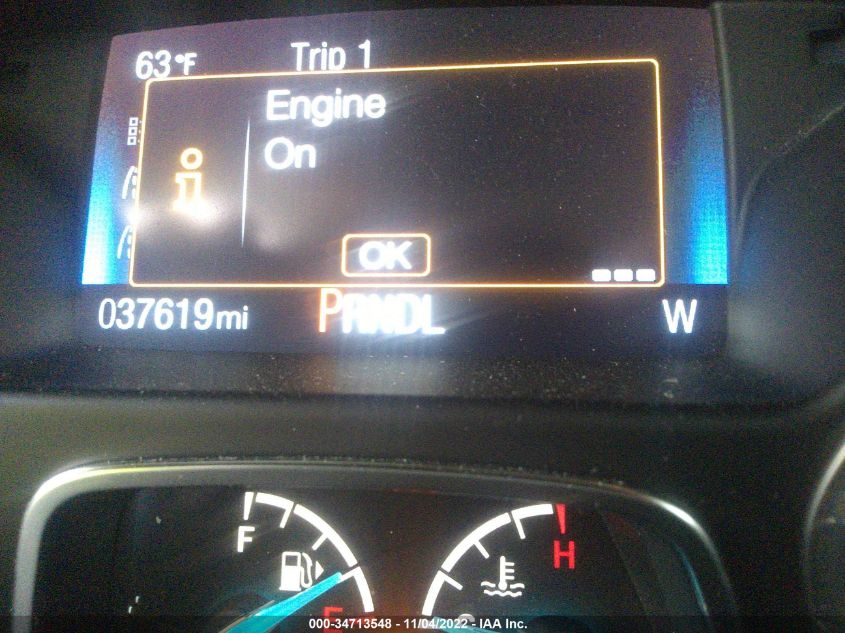 63°F Trip 1
Engine
On
i
OK
037619mi PRNDL W
F H
E
000-34713548 - 11/04/2022 - IAA Inc.